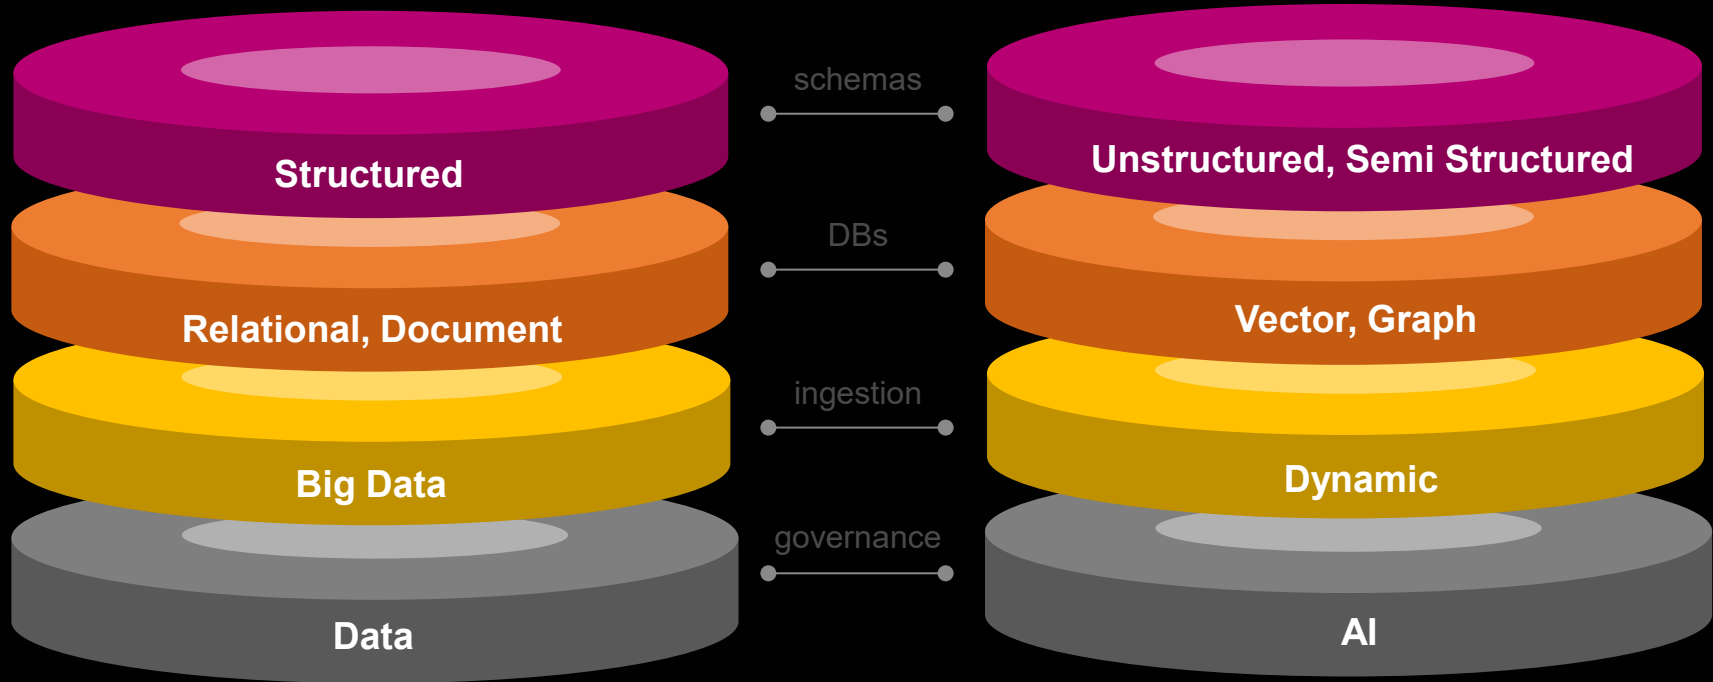 schemas
Structured
Unstructured, Semi Structured
DBs
Relational, Document
Vector, Graph
ingestion
Big Data
Dynamic
governance
Data
AI